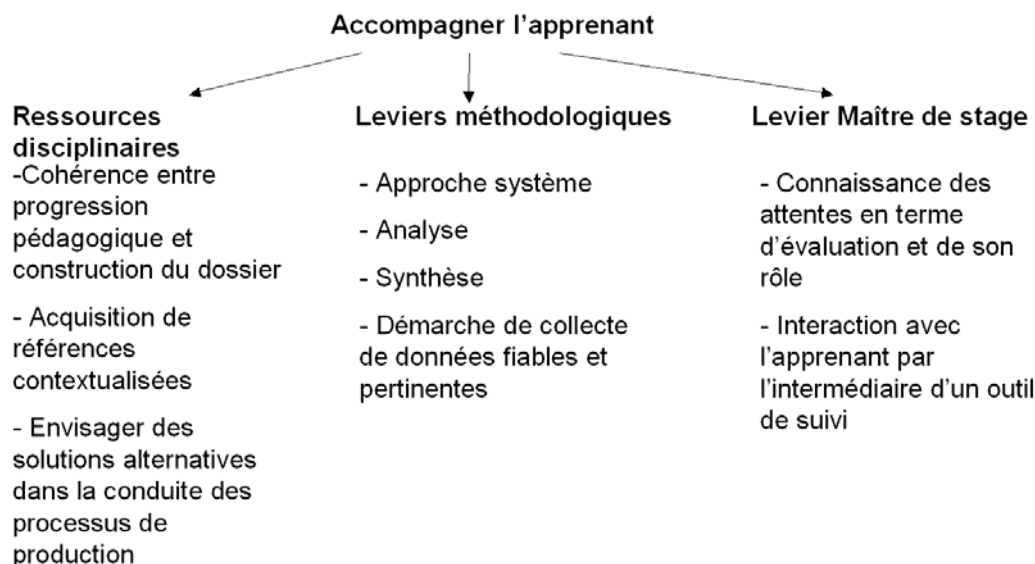 Accompagner l'apprenant
Ressources
disciplinaires
-Cohérence entre
progression
pédagogique et
construction du dossier
- Acquisition de
références
contextualisées
- Envisager des
solutions alternatives
dans la conduite des
processus de
production
Leviers méthodologiques
- Approche système
- Analyse
- Synthèse
- Démarche de collecte
de données fiables et
pertinentes
Levier Maître de stage
- Connaissance des
attentes en terme
d'évaluation et de son
rôle
- Interaction avec
l'apprenant par
l'intermédiaire d'un outil
de suivi